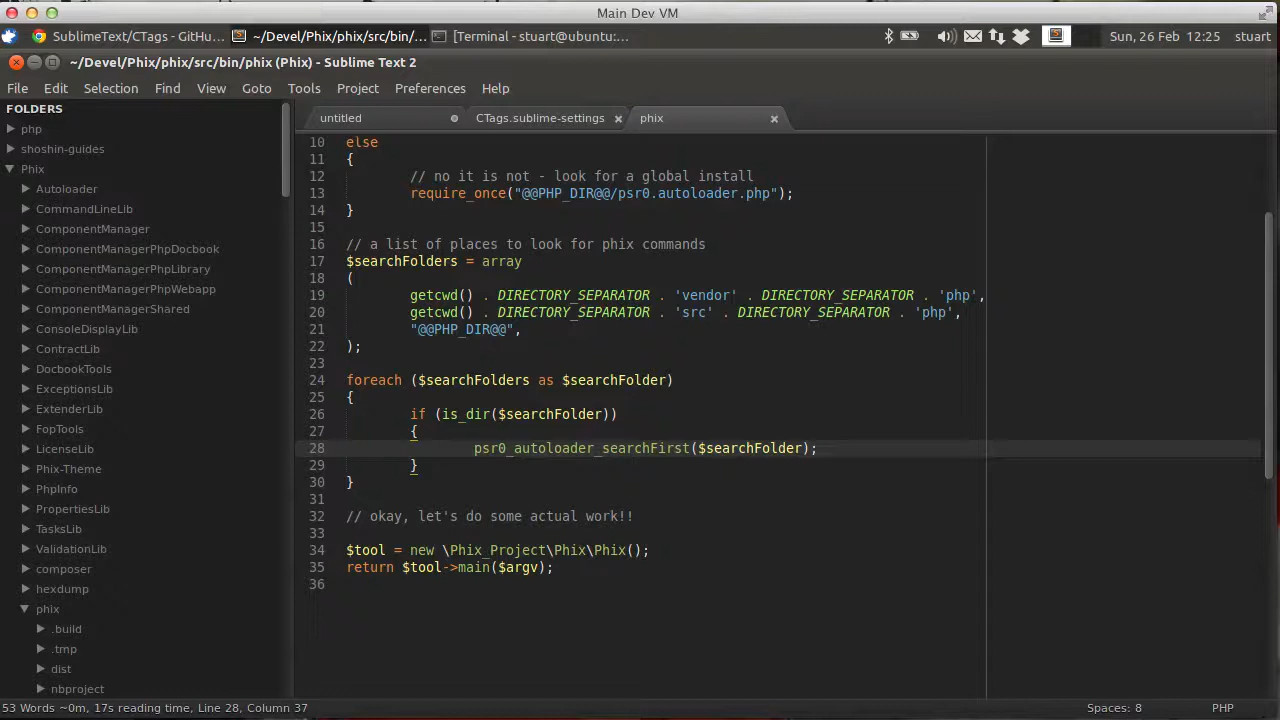 Main Dev VM
SublimeText/CTags - GitHu... ~/Devel/Phix/phix/src/bin/... [Terminal - stuart@ubuntu:... Sun, 26 Feb 12:25 stuart
~/Devel/Phix/phix/src/bin/phix (Phix) - Sublime Text 2
File Edit Selection Find View Goto Tools Project Preferences Help
FOLDERS
php
shoshin-guides
Phix
Autoloader
CommandLineLib
ComponentManager
ComponentManagerPhpDocbook
ComponentManagerPhpLibrary
ComponentManagerPhpWebapp
ComponentManagerShared
ConsoleDisplayLib
ContractLib
DocbookTools
ExceptionsLib
ExtenderLib
FopTools
LicenseLib
Phix-Theme
PhpInfo
PropertiesLib
TasksLib
ValidationLib
composer
hexdump
phix
.build
.tmp
dist
nbproject
untitled CTags.sublime-settings phix
10 else
11 {
12 // no it is not - look for a global install
13 require_once("@@PHP_DIR@@/psr0.autoloader.php");
14 }
15
16 // a list of places to look for phix commands
17 $searchFolders = array
18 (
19 getcwd() . DIRECTORY_SEPARATOR . 'vendor' . DIRECTORY_SEPARATOR . 'php',
20 getcwd() . DIRECTORY_SEPARATOR . 'src' . DIRECTORY_SEPARATOR . 'php',
21 "@@PHP_DIR@@",
22 );
23
24 foreach ($searchFolders as $searchFolder)
25 {
26 if (is_dir($searchFolder))
27 {
28 psr0_autoloader_searchFirst($searchFolder);
29 }
30 }
31
32 // okay, let's do some actual work!!
33
34 $tool = new \Phix_Project\Phix\Phix();
35 return $tool->main($argv);
36
53 Words ~0m, 17s reading time, Line 28, Column 37 Spaces: 8 PHP